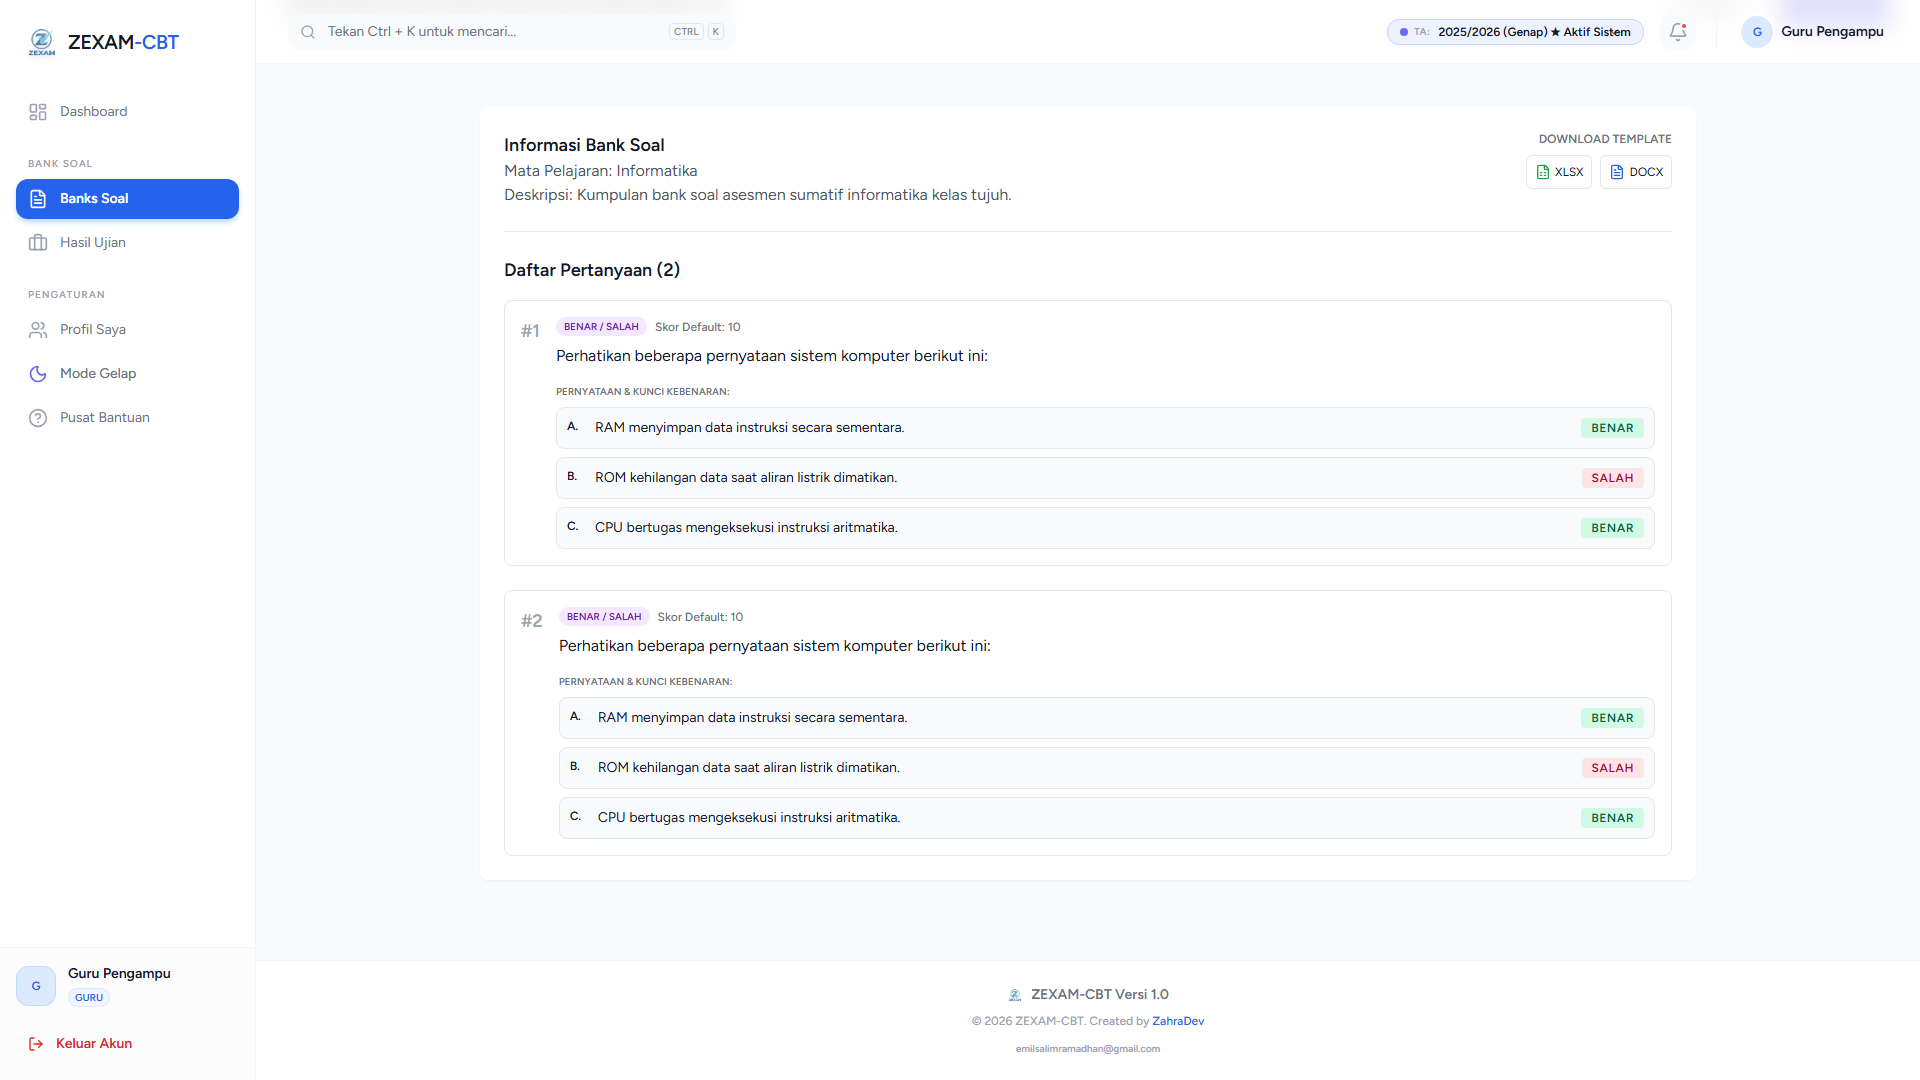 ZEXAM
ZEXAM-CBT
Tekan Ctrl + K untuk mencari...
CTRL
K
TA: 2025/2026 (Genap) ★ Aktif Sistem
G
Guru Pengampu
Dashboard
BANK SOAL
Banks Soal
Hasil Ujian
PENGATURAN
Profil Saya
Mode Gelap
Pusat Bantuan
Informasi Bank Soal
Mata Pelajaran: Informatika
Deskripsi: Kumpulan bank soal asesmen sumatif informatika kelas tujuh.
DOWNLOAD TEMPLATE
XLSX
DOCX
Daftar Pertanyaan (2)
#1
BENAR / SALAH
Skor Default: 10
Perhatikan beberapa pernyataan sistem komputer berikut ini:
PERNYATAAN & KUNCI KEBENARAN:
A. RAM menyimpan data instruksi secara sementara. BENAR
B. ROM kehilangan data saat aliran listrik dimatikan. SALAH
C. CPU bertugas mengeksekusi instruksi aritmatika. BENAR
#2
BENAR / SALAH
Skor Default: 10
Perhatikan beberapa pernyataan sistem komputer berikut ini:
PERNYATAAN & KUNCI KEBENARAN:
A. RAM menyimpan data instruksi secara sementara. BENAR
B. ROM kehilangan data saat aliran listrik dimatikan. SALAH
C. CPU bertugas mengeksekusi instruksi aritmatika. BENAR
G
Guru Pengampu
GURU
Keluar Akun
ZEXAM-CBT Versi 1.0
© 2026 ZEXAM-CBT. Created by ZahraDev
emilsalimramadhan@gmail.com